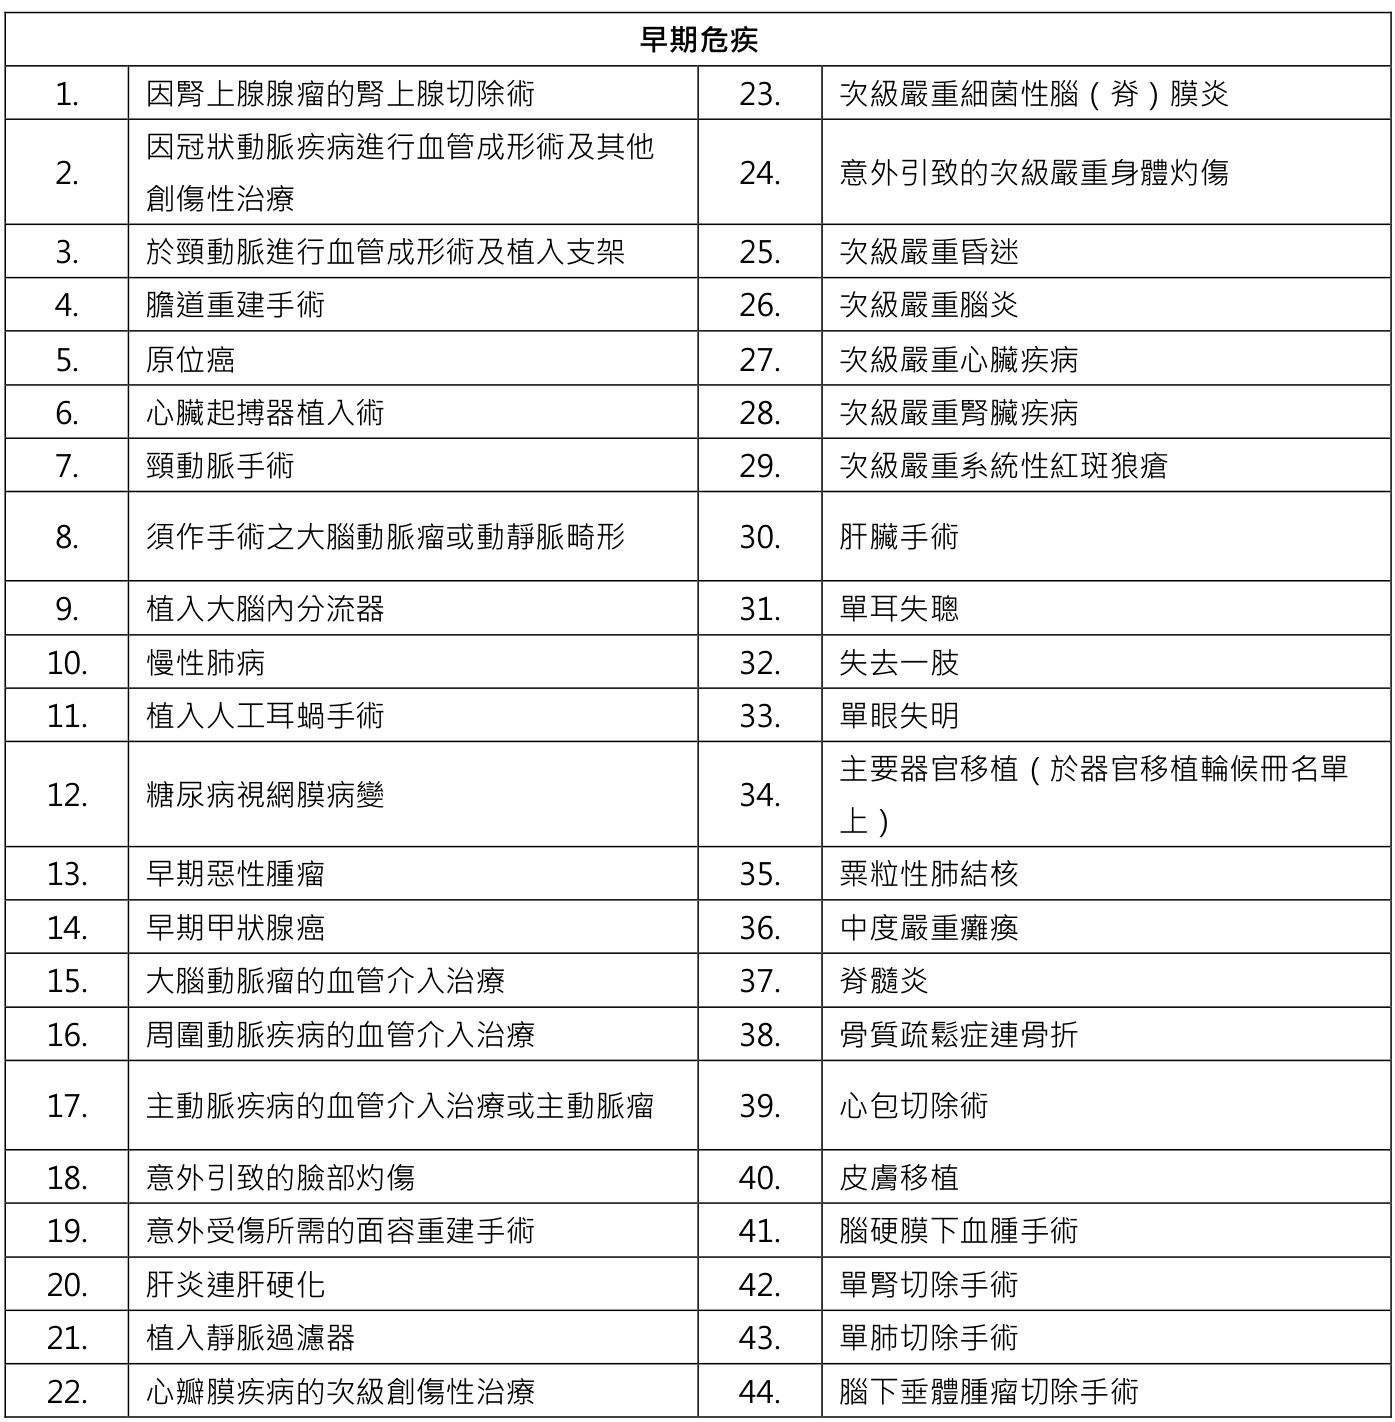 早期危疾
1. 因腎上腺腺瘤的腎上腺切除術 23. 次級嚴重細菌性腦（脊）膜炎
2. 因冠狀動脈疾病進行血管成形術及其他
創傷性治療 24. 意外引致的次級嚴重身體灼傷
3. 於頸動脈進行血管成形術及植入支架 25. 次級嚴重昏迷
4. 膽道重建手術 26. 次級嚴重腦炎
5. 原位癌 27. 次級嚴重心臟疾病
6. 心臟起搏器植入術 28. 次級嚴重腎臟疾病
7. 頸動脈手術 29. 次級嚴重系統性紅斑狼瘡
8. 須作手術之大腦動脈瘤或動靜脈畸形 30. 肝臟手術
9. 植入大腦內分流器 31. 單耳失聰
10. 慢性肺病 32. 失去一肢
11. 植入人工耳蝸手術 33. 單眼失明
12. 糖尿病視網膜病變 34. 主要器官移植（於器官移植輪候冊名單
上）
13. 早期惡性腫瘤 35. 粟粒性肺結核
14. 早期甲狀腺癌 36. 中度嚴重癱瘓
15. 大腦動脈瘤的血管介入治療 37. 脊髓炎
16. 周圍動脈疾病的血管介入治療 38. 骨質疏鬆症連骨折
17. 主動脈疾病的血管介入治療或主動脈瘤 39. 心包切除術
18. 意外引致的臉部灼傷 40. 皮膚移植
19. 意外受傷所需的面容重建手術 41. 腦硬膜下血腫手術
20. 肝炎連肝硬化 42. 單腎切除手術
21. 植入靜脈過濾器 43. 單肺切除手術
22. 心瓣膜疾病的次級創傷性治療 44. 腦下垂體腫瘤切除手術